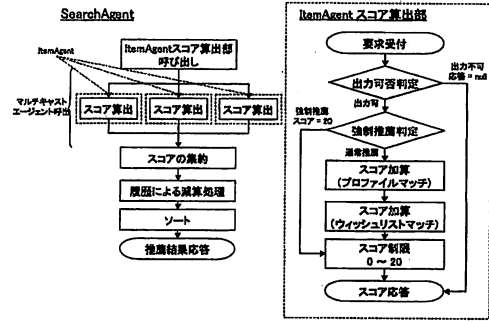 SearchAgent
ItemAgent
ItemAgentスコア算出部
呼び出し
マルチキャスト
エージェント呼出
スコア算出
スコア算出
スコア算出
スコアの集約
履歴による減算処理
ソート
推薦結果応答
ItemAgent スコア算出部
要求受付
出力可否判定
出力不可
応答 = null
出力可
強制推薦
スコア = 20
強制推薦判定
通常推薦
スコア加算
(プロファイルマッチ)
スコア加算
(ウィッシュリストマッチ)
スコア制限
0 ～ 20
スコア応答